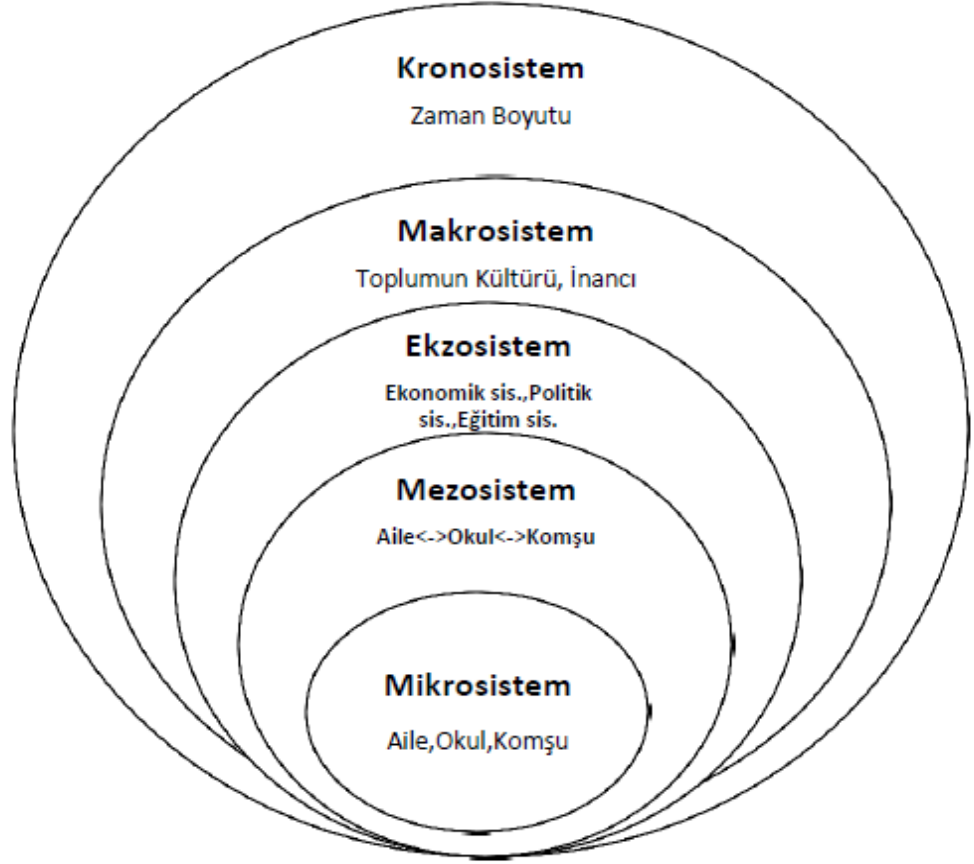 Kronosistem
Zaman Boyutu
Makrosistem
Toplumun Kültürü, İnancı
Ekzosistem
Ekonomik sis.,Politik
sis.,Eğitim sis.
Mezosistem
Aile<->Okul<->Komşu
Mikrosistem
Aile,Okul,Komşu